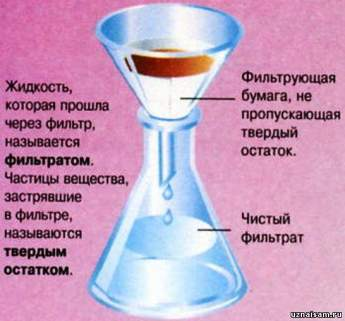 Жидкость,
которая прошла
через фильтр,
называется
фильтратом.
Частицы вещества,
застрявшие
в фильтре,
называются
твердым
остатком.
Фильтрующая
бумага, не
пропускающая
твердый
остаток.
Чистый
фильтрат
www.uznaisam.ru